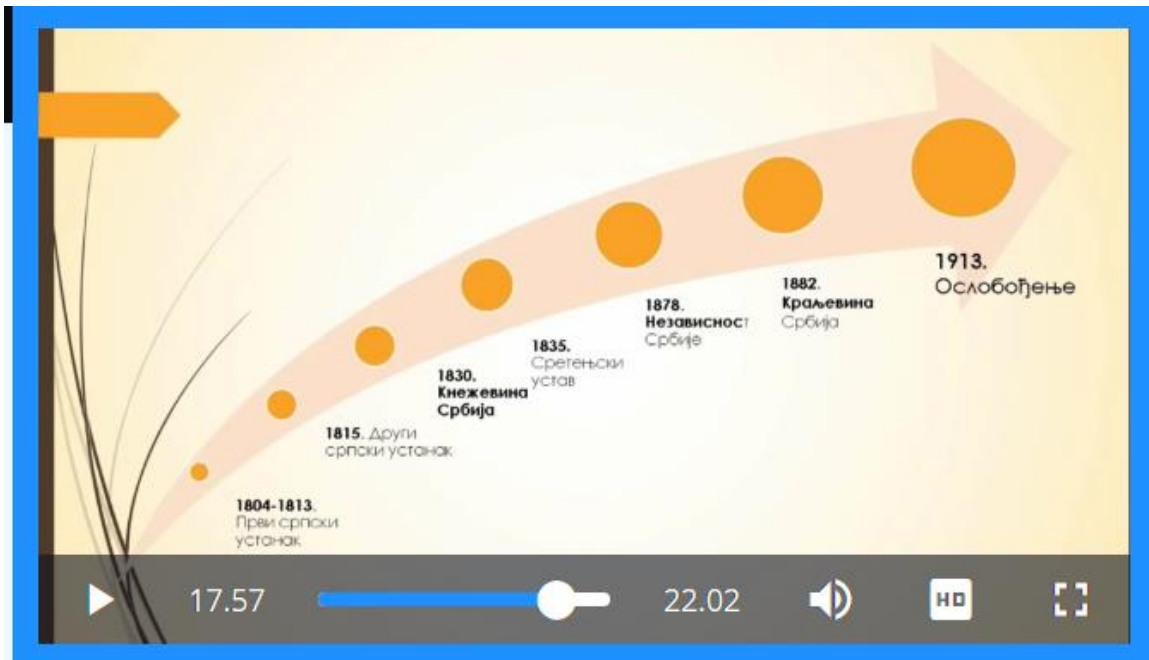 1804-1813.
Први српски
устанак
1815. Други
српски устанак
1830.
Кнежевина
Србија
1835.
Сретењски
устав
1878.
Независност
Србије
1882.
Краљевина
Србија
1913.
Ослобођење
17.57
22.02
HD